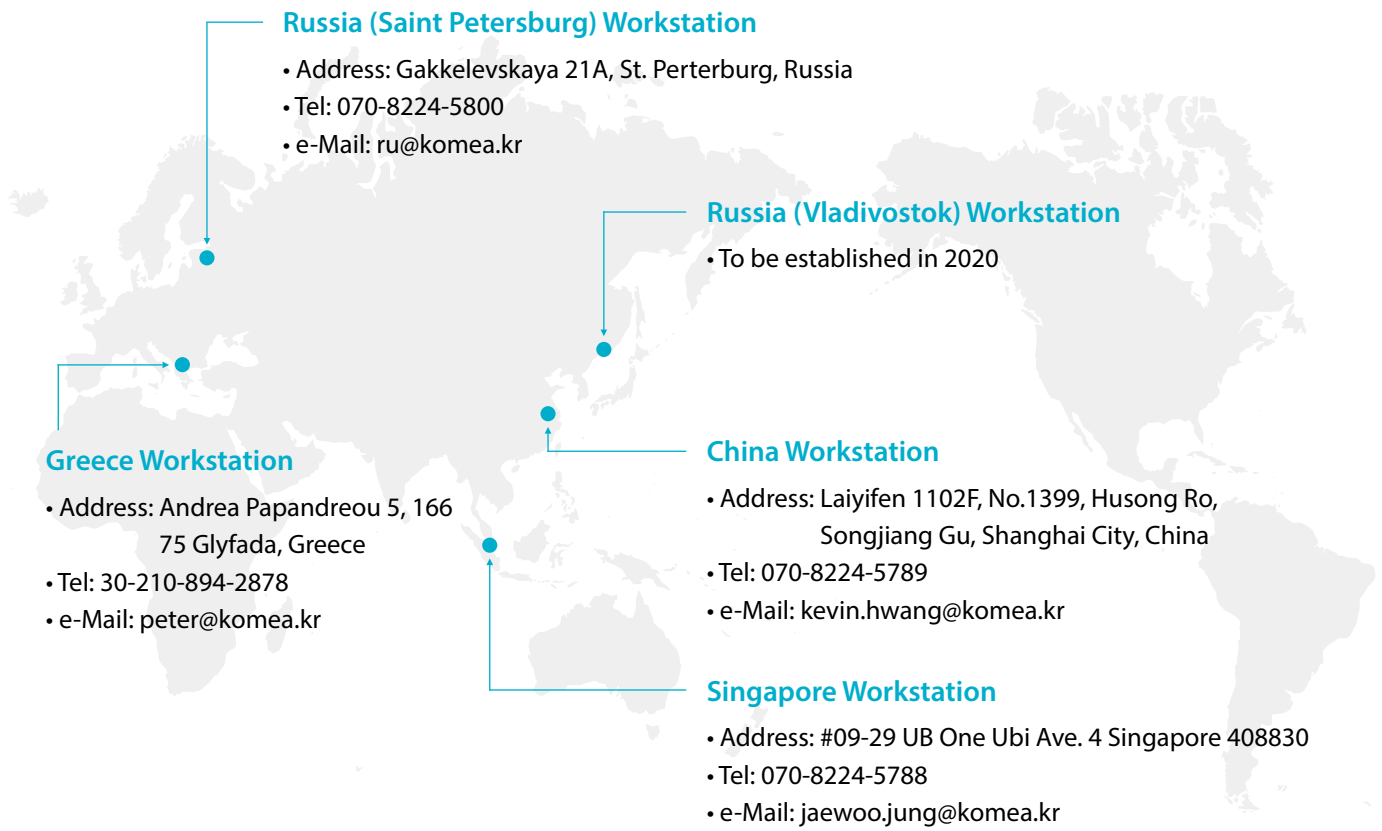 Russia (Saint Petersburg) Workstation
• Address: Gakkelevskaya 21A, St. Perterburg, Russia
• Tel: 070-8224-5800
• e-Mail: ru@komea.kr
Russia (Vladivostok) Workstation
• To be established in 2020
Greece Workstation
• Address: Andrea Papandreou 5, 166
75 Glyfada, Greece
• Tel: 30-210-894-2878
• e-Mail: peter@komea.kr
China Workstation
• Address: Laiyifen 1102F, No.1399, Husong Ro,
Songjiang Gu, Shanghai City, China
• Tel: 070-8224-5789
• e-Mail: kevin.hwang@komea.kr
Singapore Workstation
• Address: #09-29 UB One Ubi Ave. 4 Singapore 408830
• Tel: 070-8224-5788
• e-Mail: jaewoo.jung@komea.kr